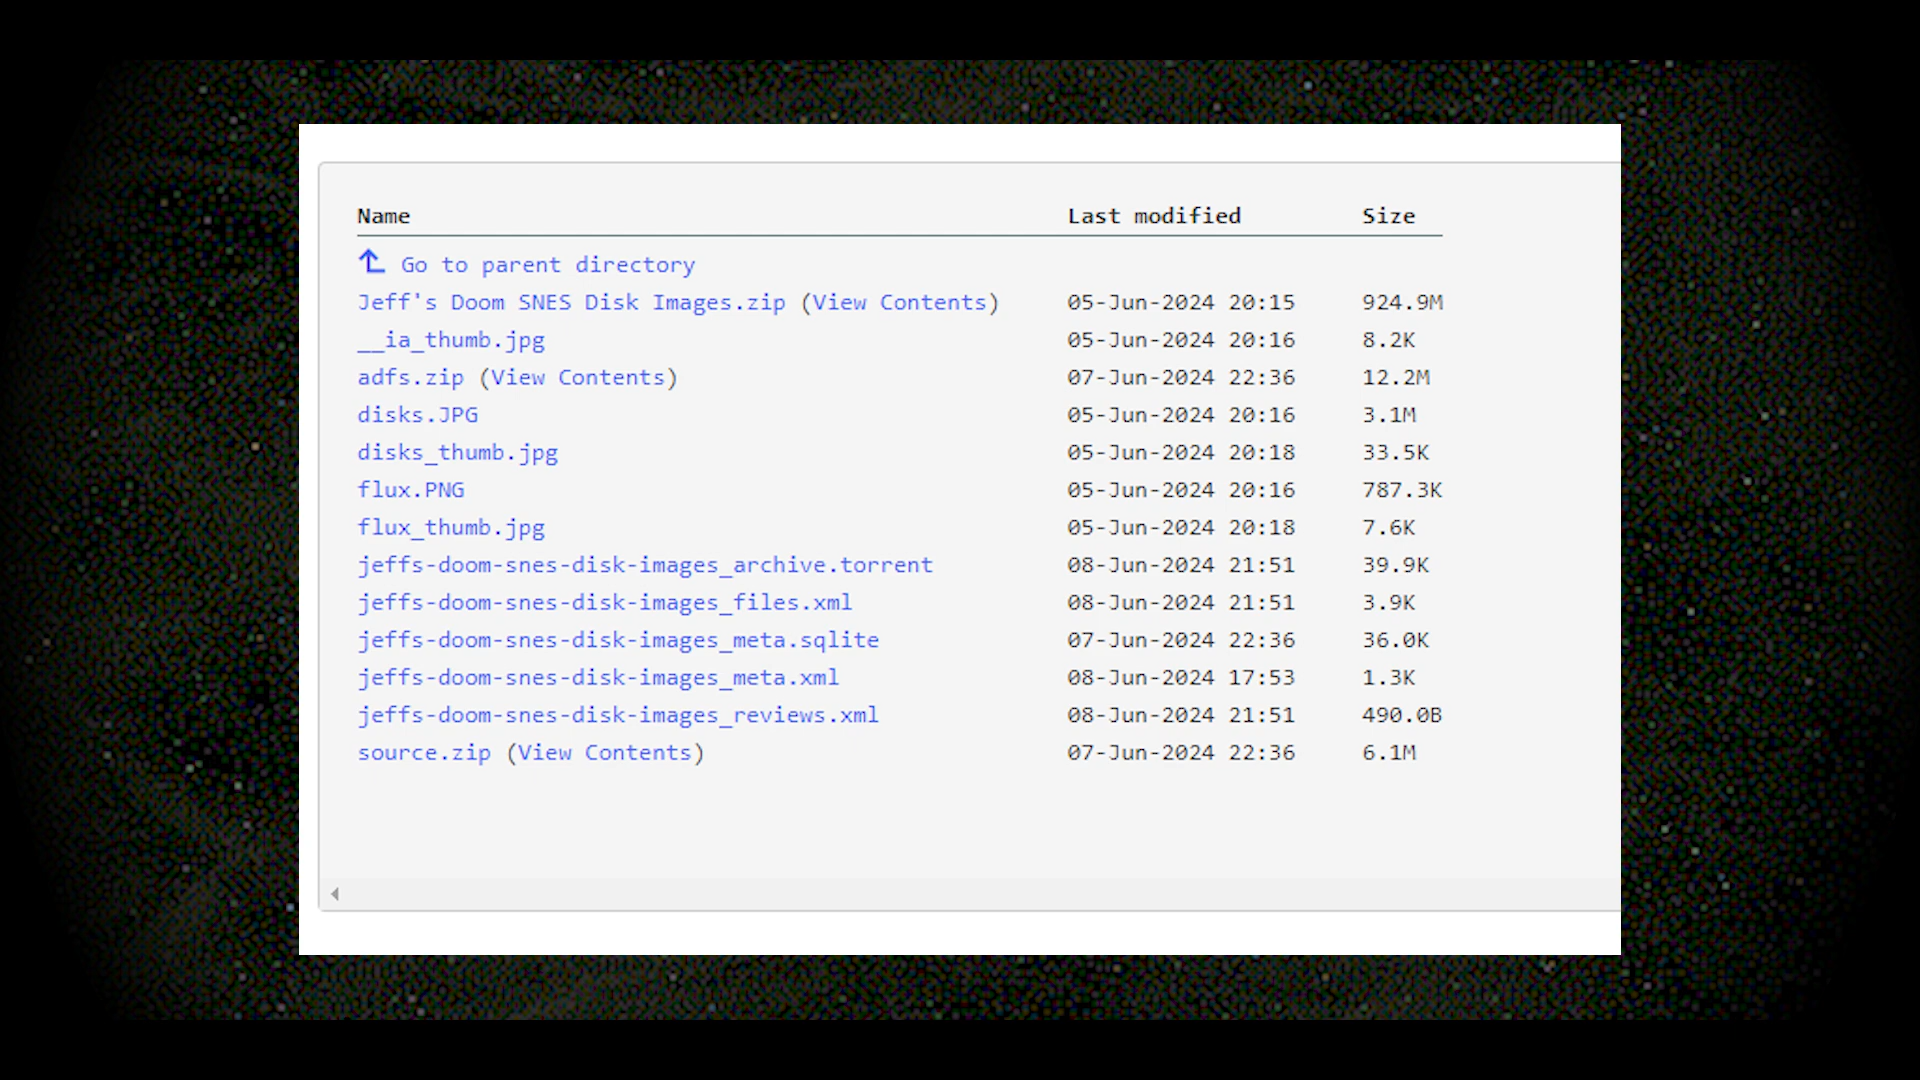 Name Last modified Size
Go to parent directory
Jeff's Doom SNES Disk Images.zip (View Contents) 05-Jun-2024 20:15 924.9M
__ia_thumb.jpg 05-Jun-2024 20:16 8.2K
adfs.zip (View Contents) 07-Jun-2024 22:36 12.2M
disks.JPG 05-Jun-2024 20:16 3.1M
disks_thumb.jpg 05-Jun-2024 20:18 33.5K
flux.PNG 05-Jun-2024 20:16 787.3K
flux_thumb.jpg 05-Jun-2024 20:18 7.6K
jeffs-doom-snes-disk-images_archive.torrent 08-Jun-2024 21:51 39.9K
jeffs-doom-snes-disk-images_files.xml 08-Jun-2024 21:51 3.9K
jeffs-doom-snes-disk-images_meta.sqlite 07-Jun-2024 22:36 36.0K
jeffs-doom-snes-disk-images_meta.xml 08-Jun-2024 17:53 1.3K
jeffs-doom-snes-disk-images_reviews.xml 08-Jun-2024 21:51 490.0B
source.zip (View Contents) 07-Jun-2024 22:36 6.1M